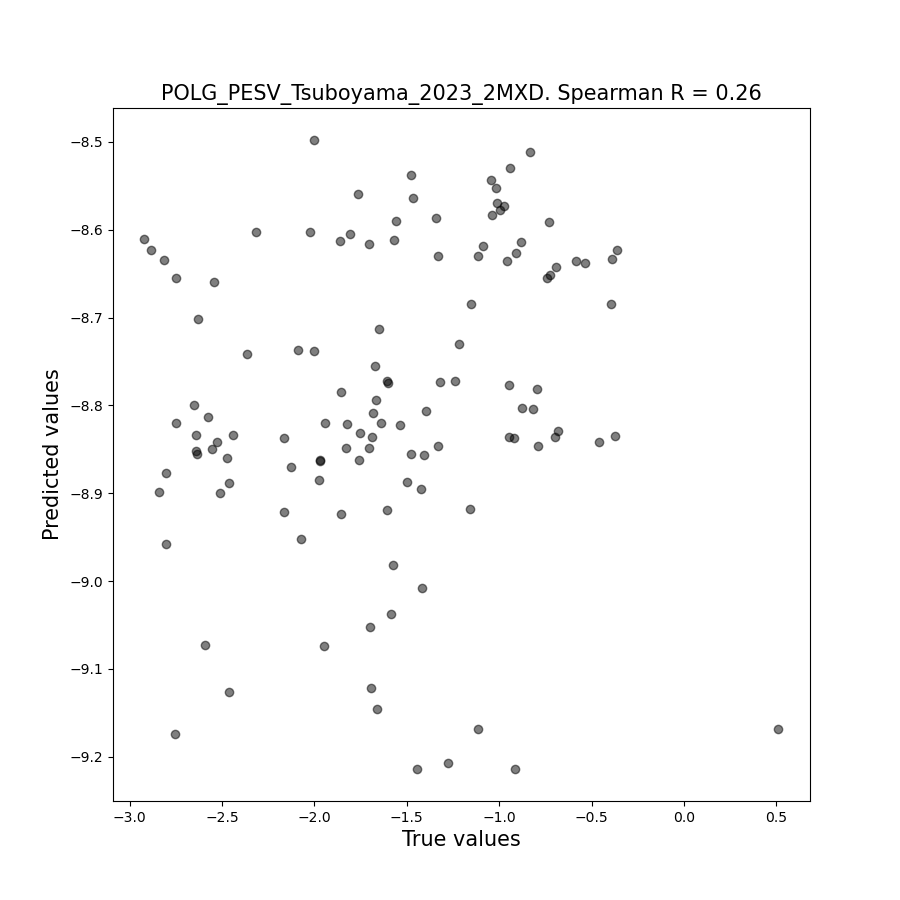 POLG_PESV_Tsuboyama_2023_2MXD. Spearman R = 0.26
Predicted values
−8.5
−8.6
−8.7
−8.8
−8.9
−9.0
−9.1
−9.2
−3.0 −2.5 −2.0 −1.5 −1.0 −0.5 0.0 0.5
True values